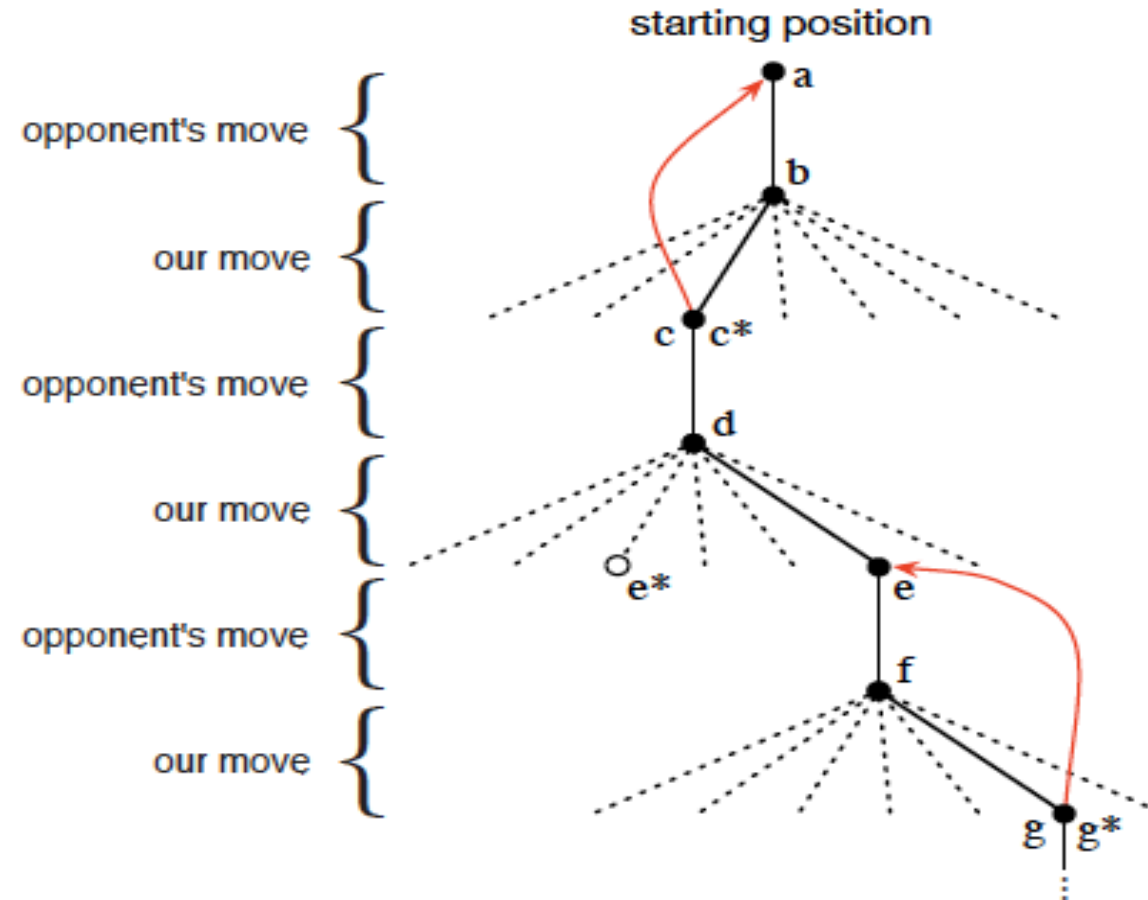 starting position
a
opponent's move
b
our move
c c*
opponent's move
d
our move
e* e
opponent's move
f
our move
g g*